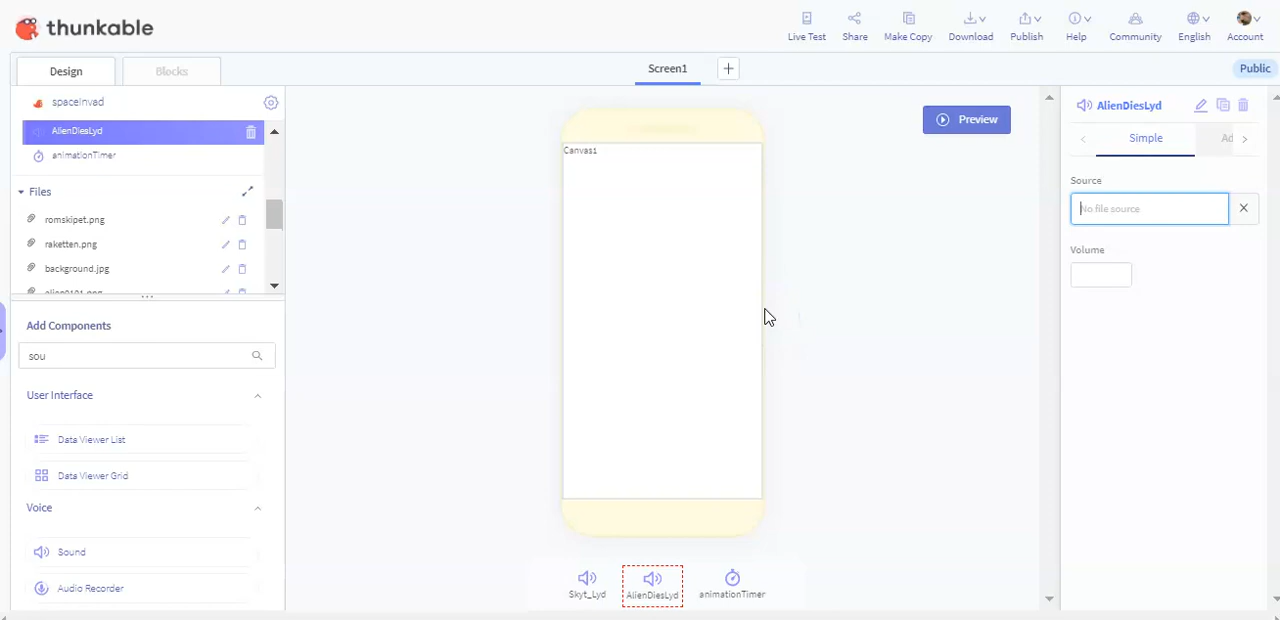 thunkable
Live Test
Share
Make Copy
Download
Publish
Help
Community
English
Account
Design
Blocks
Screen1
Public
spaceInvad
AlienDiesLyd
animationTimer
Files
romskipet.png
raketten.png
background.jpg
Add Components
sou
User Interface
Data Viewer List
Data Viewer Grid
Voice
Sound
Audio Recorder
Canvas1
Preview
Skyt_Lyd
AlienDiesLyd
animationTimer
AlienDiesLyd
Simple
Ad
Source
No file source
Volume